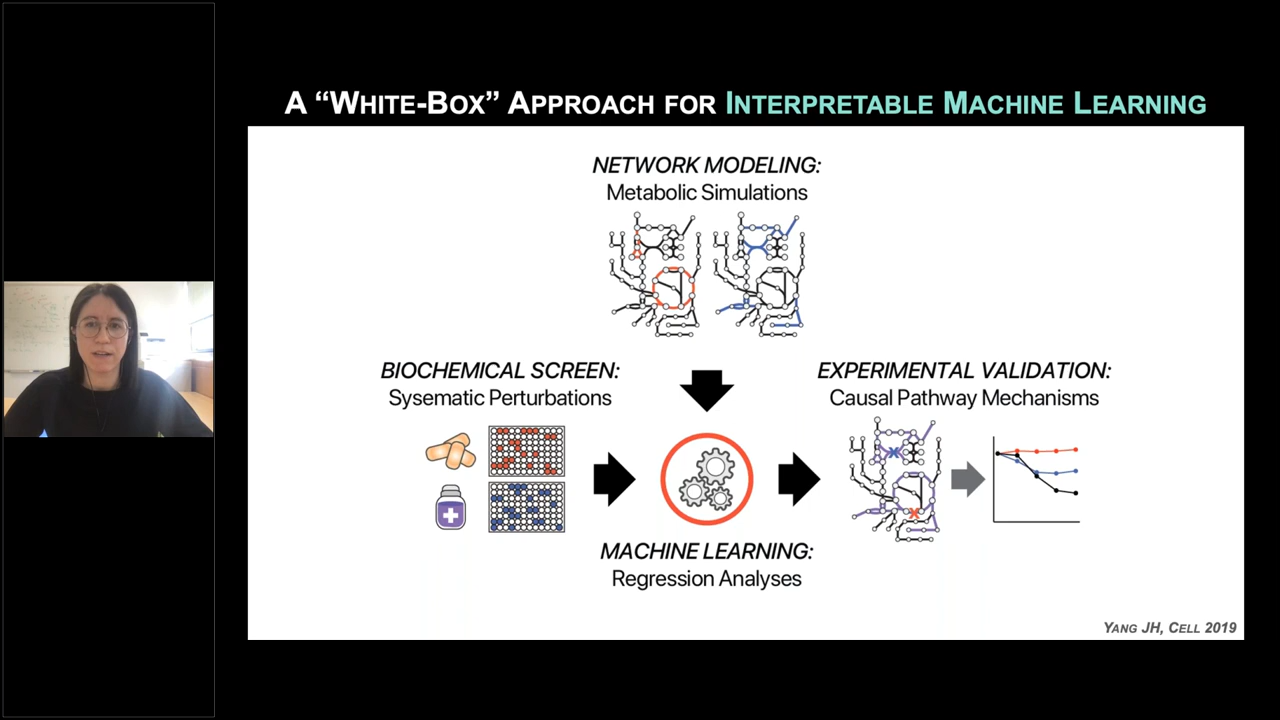 A “WHITE-BOX” APPROACH FOR INTERPRETABLE MACHINE LEARNING
NETWORK MODELING:
Metabolic Simulations
BIOCHEMICAL SCREEN:
Sysematic Perturbations
EXPERIMENTAL VALIDATION:
Causal Pathway Mechanisms
MACHINE LEARNING:
Regression Analyses
YANG JH, CELL 2019